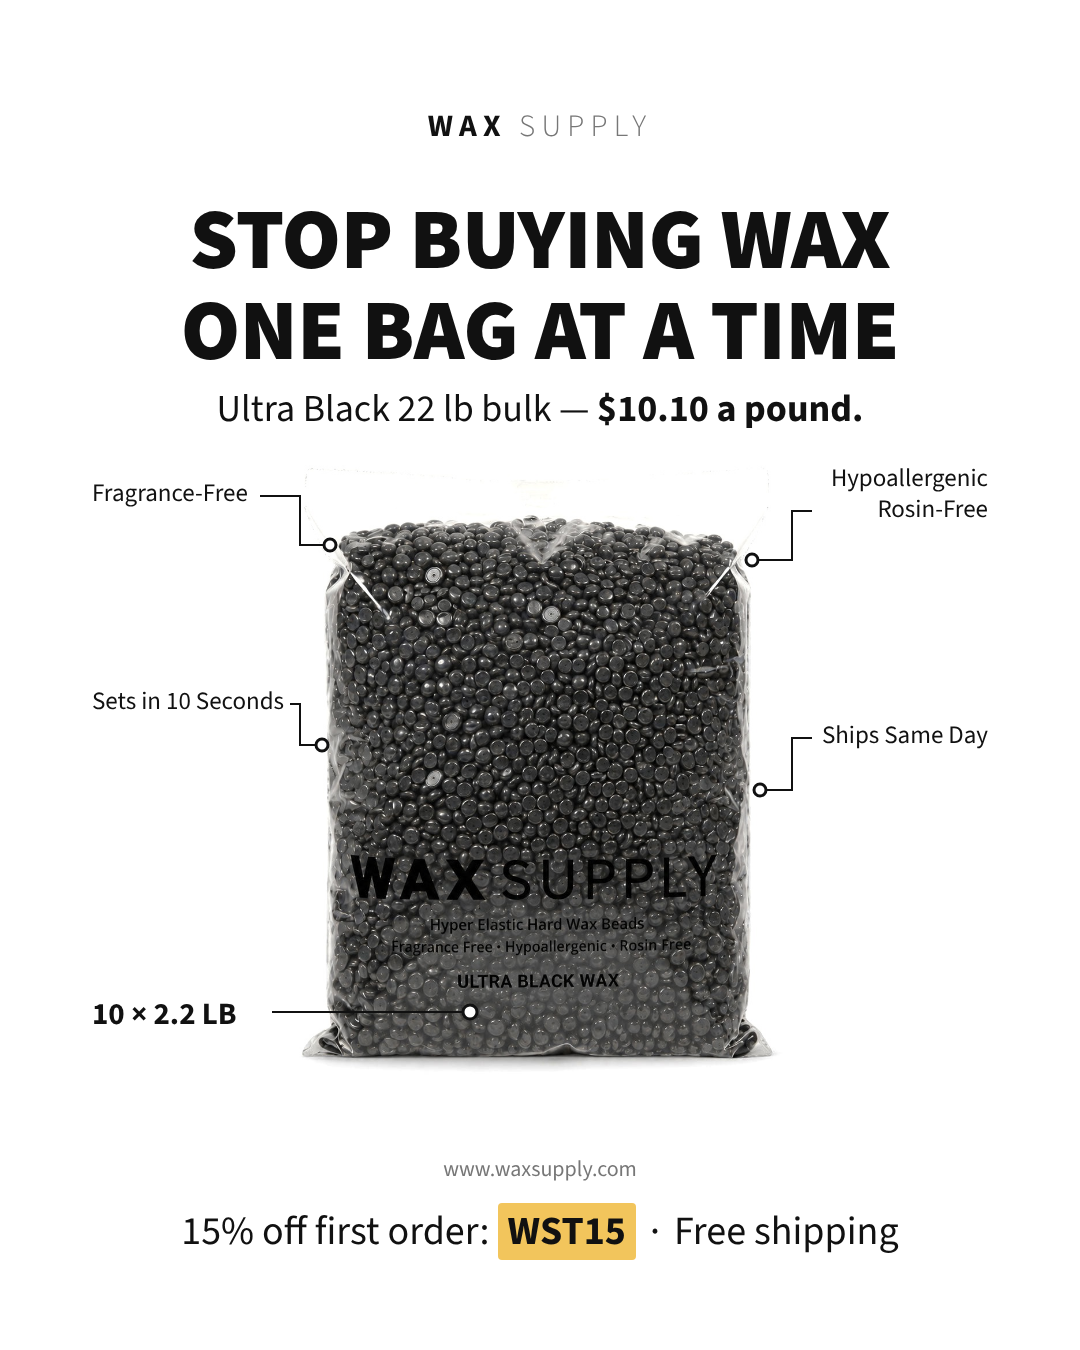 WAX SUPPLY
STOP BUYING WAX
ONE BAG AT A TIME
Ultra Black 22 lb bulk — $10.10 a pound.
Fragrance-Free
Hypoallergenic
Rosin-Free
Sets in 10 Seconds
Ships Same Day
WAX SUPPLY
Hyper Elastic Hard Wax Beads
Fragrance Free • Hypoallergenic • Rosin Free
ULTRA BLACK WAX
10 × 2.2 LB
www.waxsupply.com
15% off first order: WST15 · Free shipping